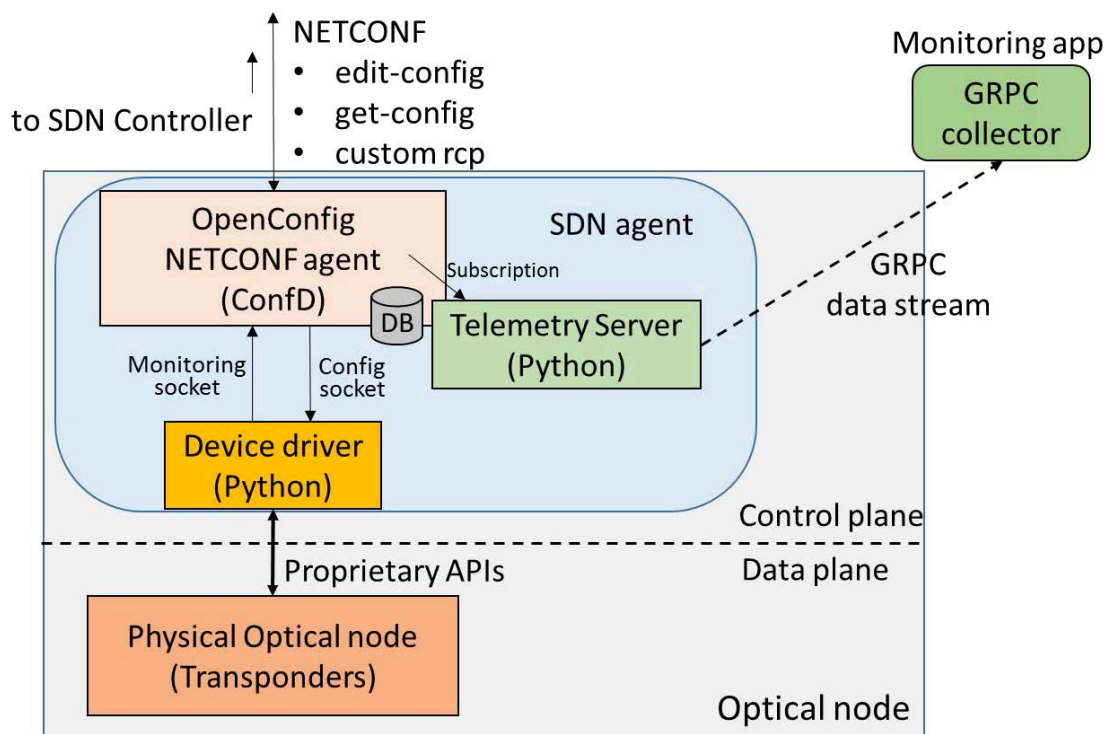 NETCONF
• edit-config
• get-config
• custom rcp
to SDN Controller
Monitoring app
GRPC
collector
OpenConfig
NETCONF agent
(ConfD)
SDN agent
Subscription
GRPC
data stream
DB
Telemetry Server
(Python)
Monitoring
socket
Config
socket
Device driver
(Python)
Control plane
Data plane
Proprietary APIs
Physical Optical node
(Transponders)
Optical node